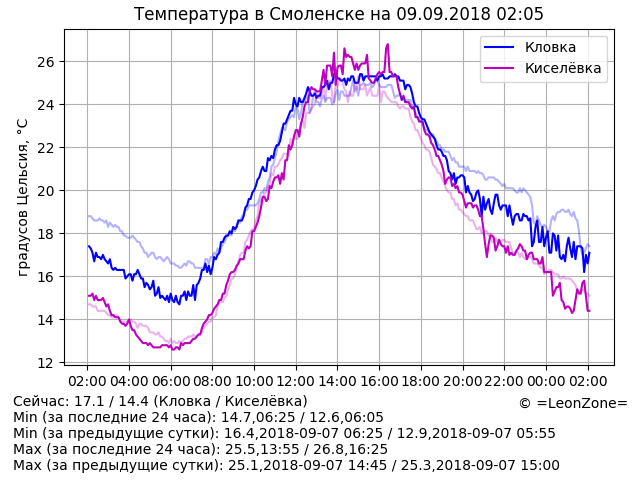 Температура в Смоленске на 09.09.2018 02:05
градусов Цельсия, °C
26
24
22
20
18
16
14
12
Кловка
Киселёвка
02:00 04:00 06:00 08:00 10:00 12:00 14:00 16:00 18:00 20:00 22:00 00:00 02:00
Сейчас: 17.1 / 14.4 (Кловка / Киселёвка)
© =LeonZone=
Min (за последние 24 часа): 14.7,06:25 / 12.6,06:05
Min (за предыдущие сутки): 16.4,2018-09-07 06:25 / 12.9,2018-09-07 05:55
Max (за последние 24 часа): 25.5,13:55 / 26.8,16:25
Max (за предыдущие сутки): 25.1,2018-09-07 14:45 / 25.3,2018-09-07 15:00